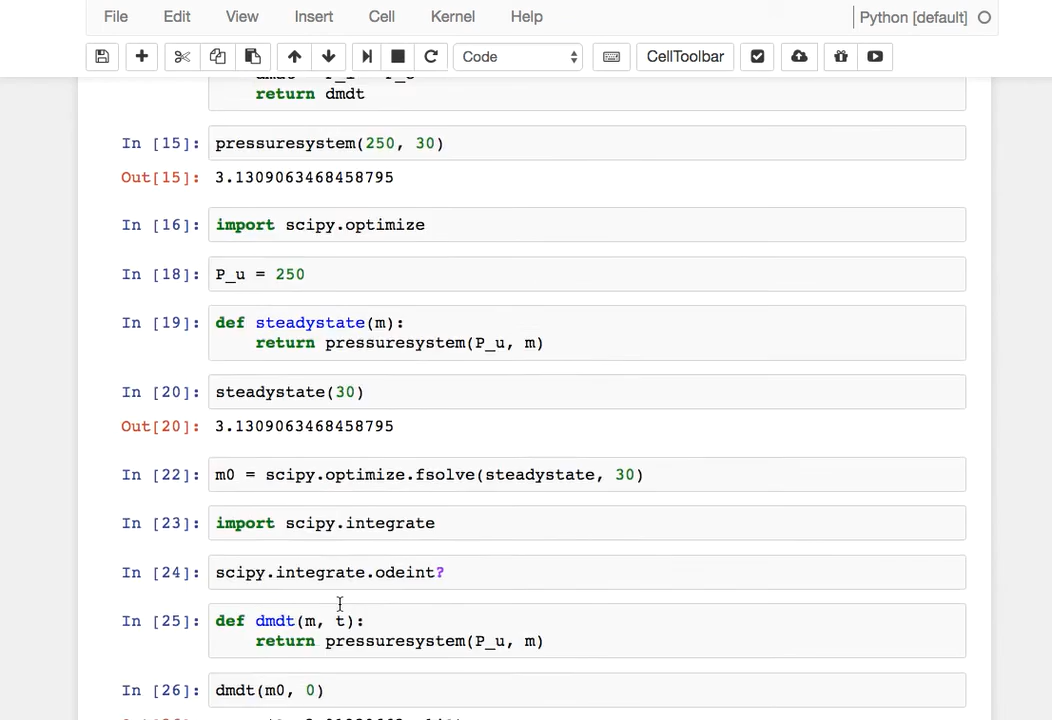 File Edit View Insert Cell Kernel Help Python [default]
Code CellToolbar
return dmdt
In [15]: pressuresystem(250, 30)
Out[15]: 3.1309063468458795
In [16]: import scipy.optimize
In [18]: P_u = 250
In [19]: def steadystate(m):
return pressuresystem(P_u, m)
In [20]: steadystate(30)
Out[20]: 3.1309063468458795
In [22]: m0 = scipy.optimize.fsolve(steadystate, 30)
In [23]: import scipy.integrate
In [24]: scipy.integrate.odeint?
In [25]: def dmdt(m, t):
return pressuresystem(P_u, m)
In [26]: dmdt(m0, 0)